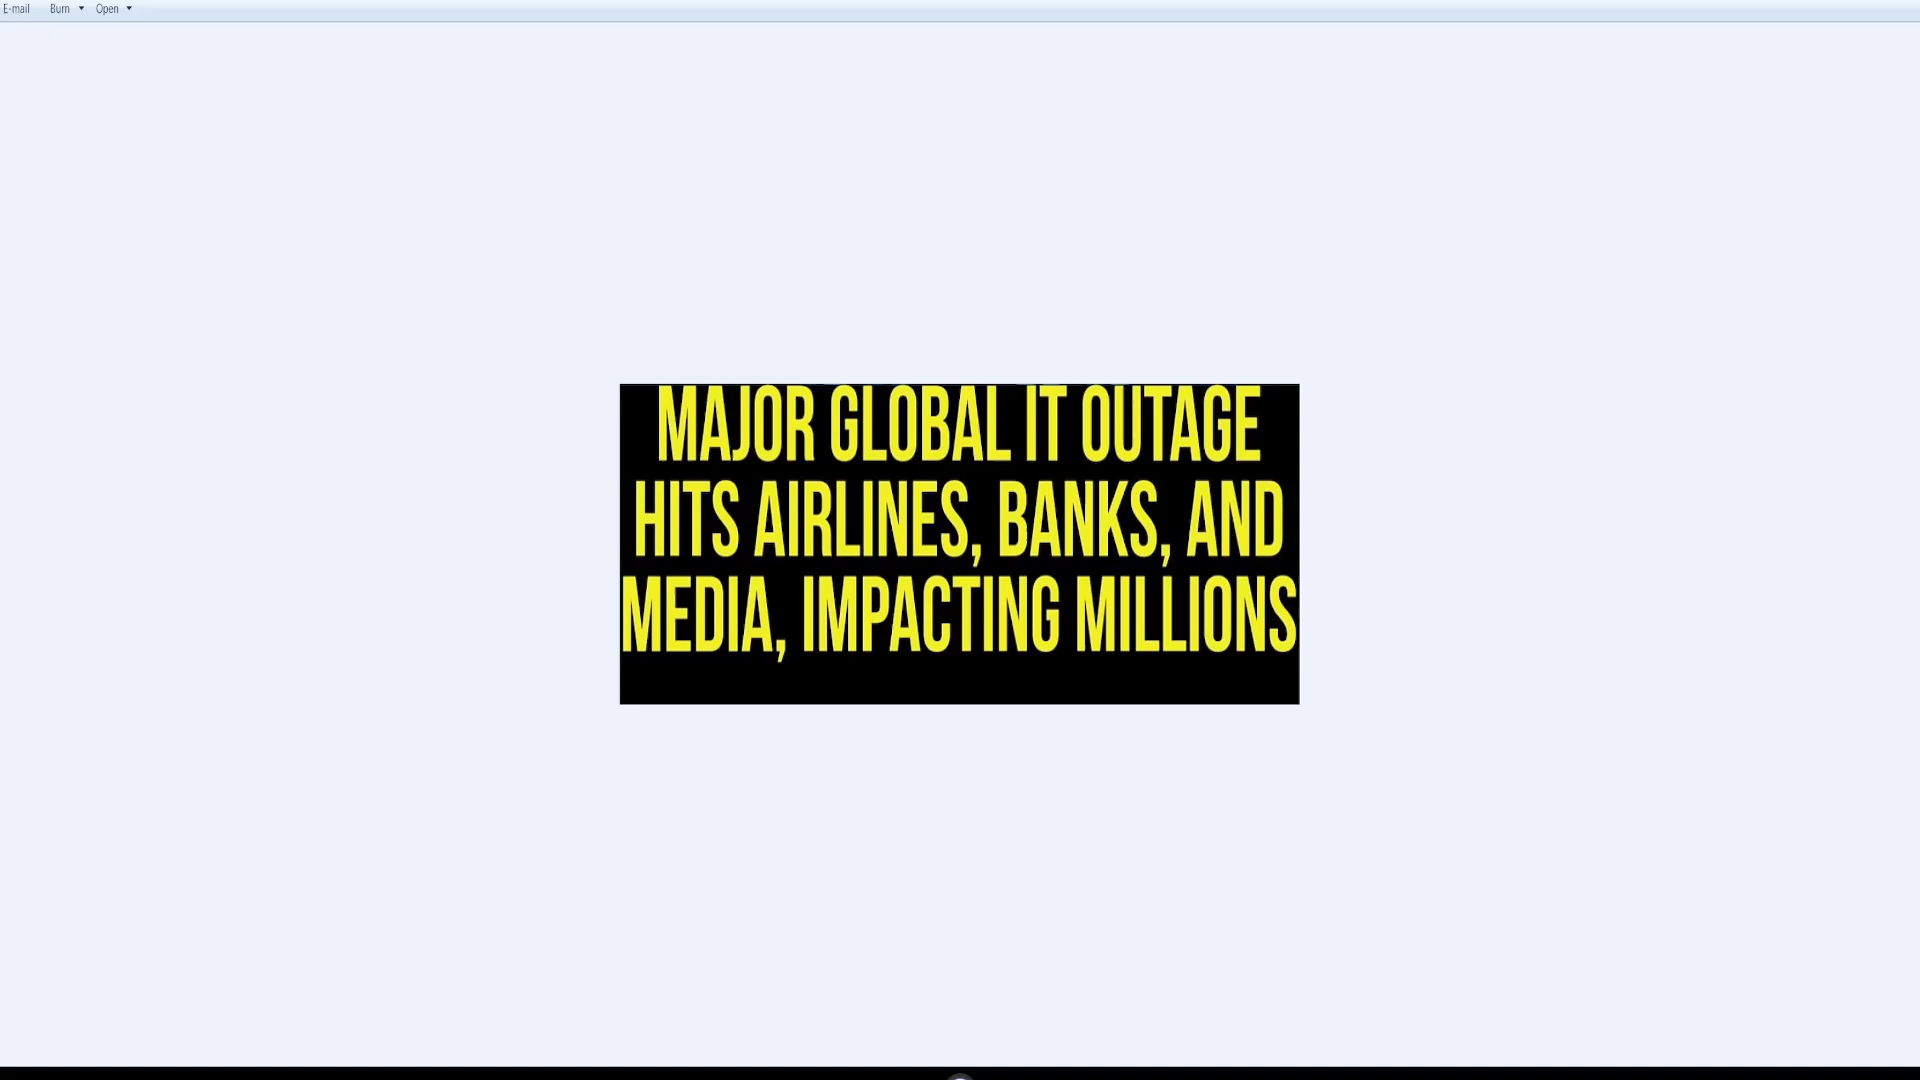 E-mail Burn Open
MAJOR GLOBAL IT OUTAGE
HITS AIRLINES, BANKS, AND
MEDIA, IMPACTING MILLIONS